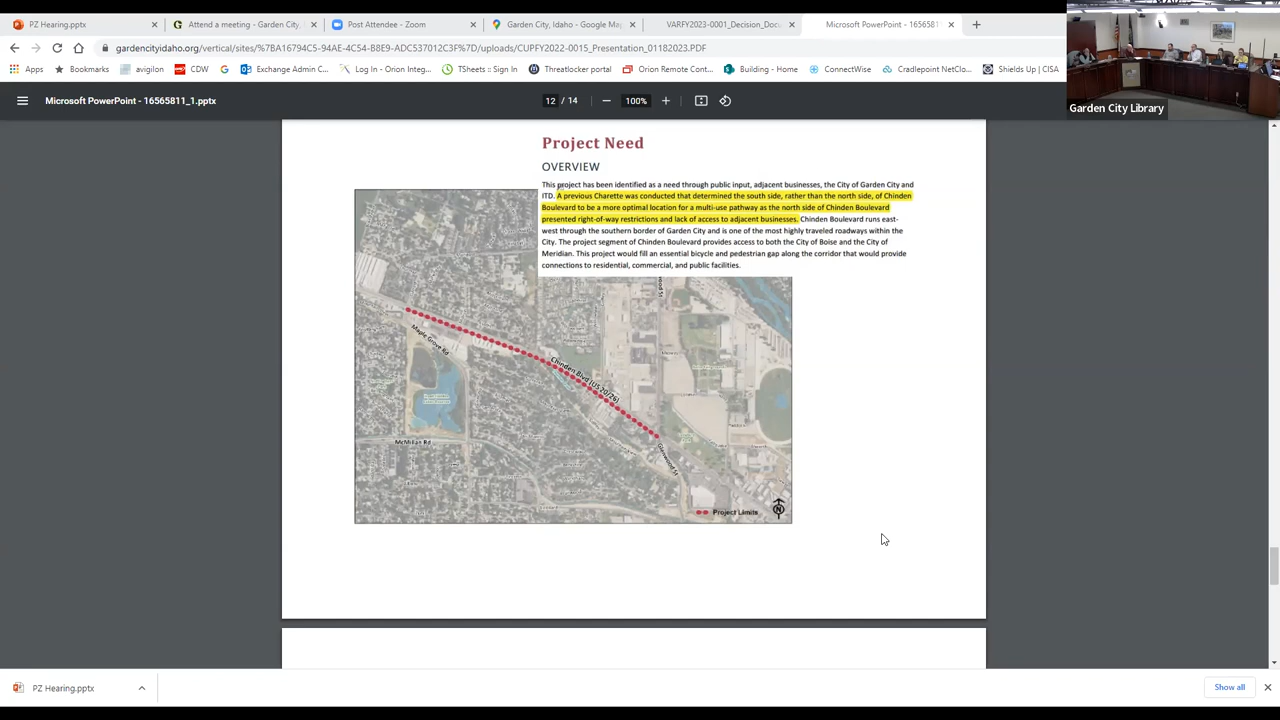 PZ Hearing.pptx
Attend a meeting - Garden City,
Post Attendee - Zoom
Garden City, Idaho - Google Ma
VARFY2023-0001_Decision_Docu
Microsoft PowerPoint - 16565811
gardencityidaho.org/vertical/sites/%7BA16794C5-94AE-4C54-B8E9-ADC537012C3F%7D/uploads/CUPFY2022-0015_Presentation_01182023.PDF
Apps
Bookmarks
avigilon
CDW
Exchange Admin C...
Log In - Orion Integ...
TSheets :: Sign In
Threatlocker portal
Orion Remote Cont...
Building - Home
ConnectWise
Cradlepoint NetClo...
Shields Up | CISA
Garden City Library
Microsoft PowerPoint - 16565811_1.pptx
12 / 14
100%
Project Need
OVERVIEW
This project has been identified as a need through public input, adjacent businesses, the City of Garden City and
ITD. A previous Charette was conducted that determined the south side, rather than the north side, of Chinden
Boulevard to be a more optimal location for a multi-use pathway as the north side of Chinden Boulevard
presented right-of-way restrictions and lack of access to adjacent businesses. Chinden Boulevard runs east-
west through the southern border of Garden City and is one of the most highly traveled roadways within the
City. The project segment of Chinden Boulevard provides access to both the City of Boise and the City of
Meridian. This project would fill an essential bicycle and pedestrian gap along the corridor that would provide
connections to residential, commercial, and public facilities.
Maple Grove Rd
Chinden Blvd (US 20/26)
McMillan Rd
Glenwood St
Project Limits
N
PZ Hearing.pptx
Show all